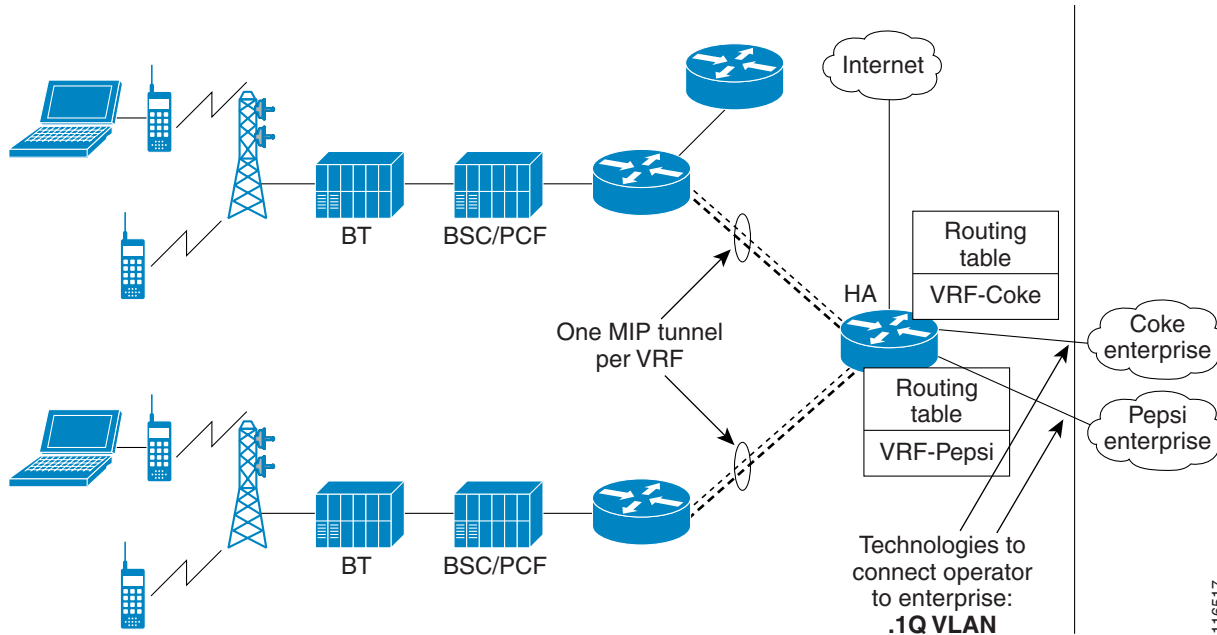 Internet
BT
BSC/PCF
Routing
table
VRF-Coke
HA
One MIP tunnel
per VRF
Coke
enterprise
Routing
table
VRF-Pepsi
Pepsi
enterprise
BT
BSC/PCF
Technologies to
connect operator
to enterprise:
.1Q VLAN
116517